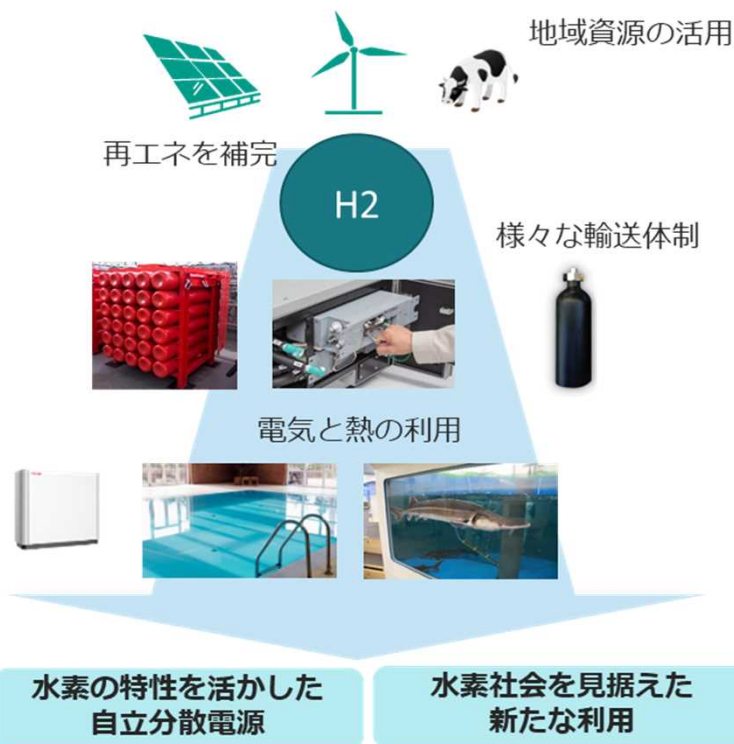 地域資源の活用
再エネを補完
H2
様々な輸送体制
電気と熱の利用
水素の特性を活かした
自立分散電源
水素社会を見据えた
新たな利用